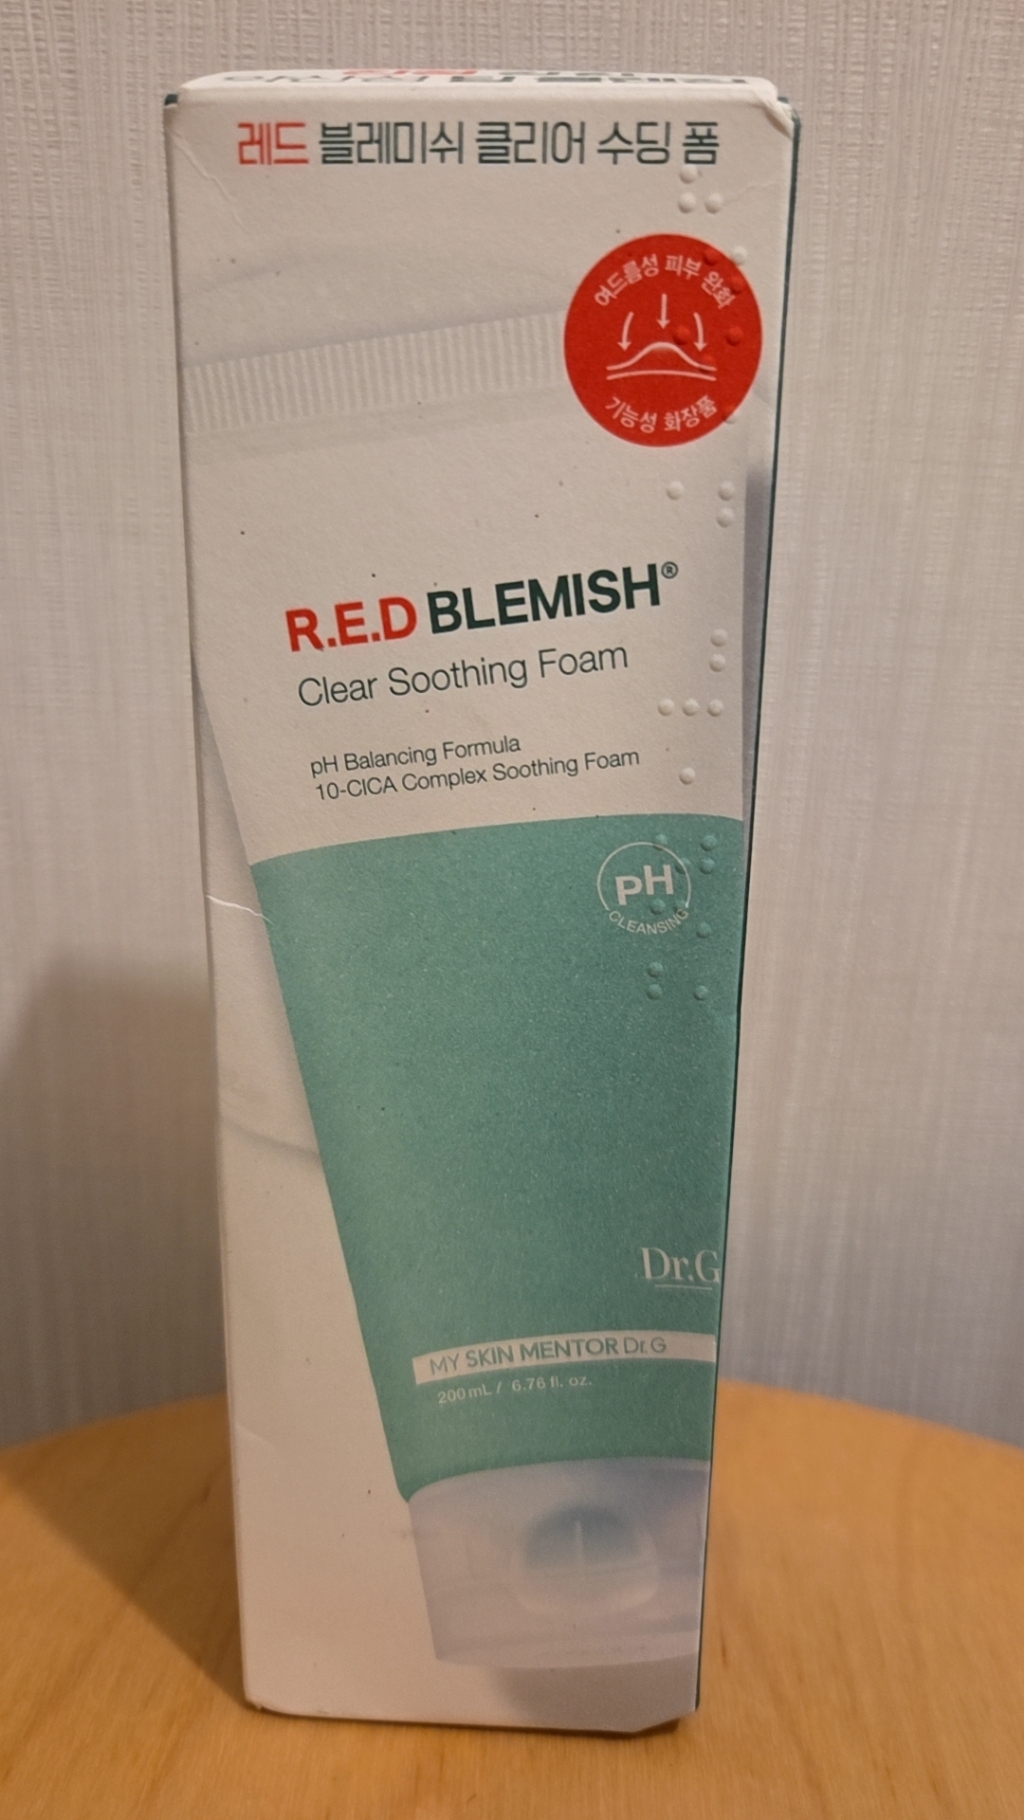 레드 블레미쉬 클리어 수딩 폼
여드름성 피부 완화
기능성 화장품
R.E.D BLEMISH®
Clear Soothing Foam
pH Balancing Formula
10-CICA Complex Soothing Foam
pH
CLEANSING
Dr.G
MY SKIN MENTOR Dr.G
200 mL / 6.76 fl. oz.